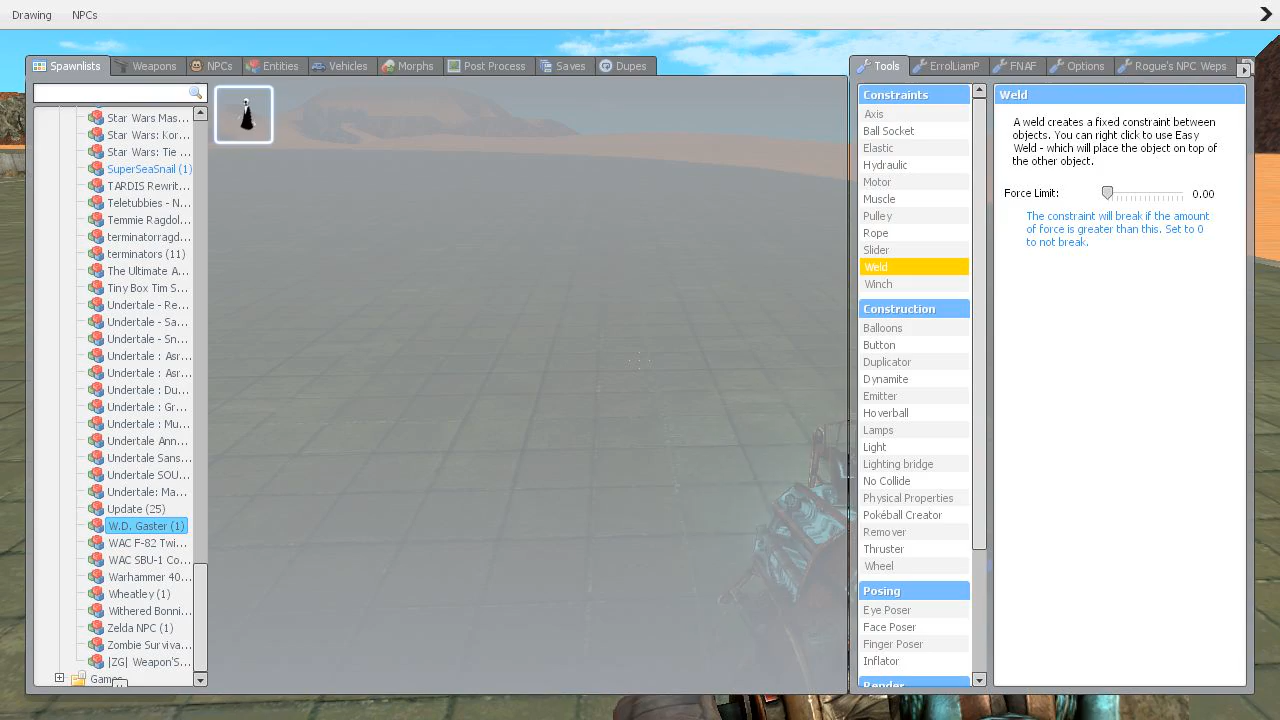 Drawing NPCs
Spawnlists Weapons NPCs Entities Vehicles Morphs Post Process Saves Dupes
Star Wars Mas...
Star Wars: Kor...
Star Wars: Tie ...
SuperSeaSnail (1)
TARDIS Rewrit...
Teletubbies - N...
Temmie Ragdol...
terminatorragd...
terminators (11)
The Ultimate A...
Tiny Box Tim S...
Undertale - Re...
Undertale - Sa...
Undertale - Sn...
Undertale : Asr...
Undertale : Asr...
Undertale : Du...
Undertale : Gr...
Undertale : Mu...
Undertale Ann...
Undertale Sans...
Undertale SOU...
Undertale: Ma...
Update (25)
W.D. Gaster (1)
WAC F-82 Twi...
WAC SBU-1 Co...
Warhammer 40...
Wheatley (1)
Withered Bonni...
Zelda NPC (1)
Zombie Surviva...
|ZG| Weapon'S...
Games
Tools ErrolLiamP FNAF Options Rogue's NPC Weps
Constraints
Axis
Ball Socket
Elastic
Hydraulic
Motor
Muscle
Pulley
Rope
Slider
Weld
Winch
Construction
Balloons
Button
Duplicator
Dynamite
Emitter
Hoverball
Lamps
Light
Lighting bridge
No Collide
Physical Properties
Pokéball Creator
Remover
Thruster
Wheel
Posing
Eye Poser
Face Poser
Finger Poser
Inflator
Render
Weld
A weld creates a fixed constraint between
objects. You can right click to use Easy
Weld - which will place the object on top of
the other object.
Force Limit: 0.00
The constraint will break if the amount
of force is greater than this. Set to 0
to not break.